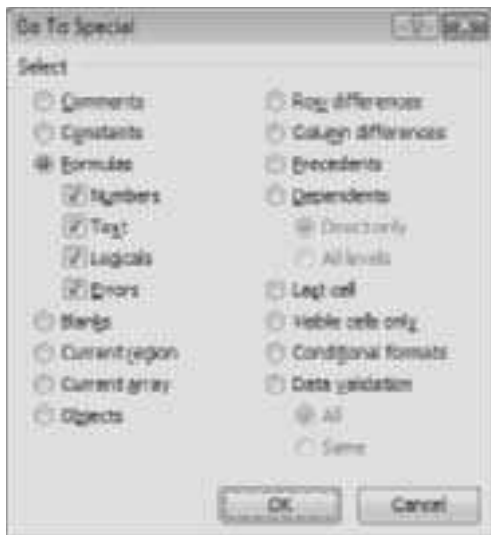 Go To Special
Select
Comments
Constants
Formulas
Numbers
Text
Logicals
Errors
Blanks
Current region
Current array
Objects
Row differences
Column differences
Precedents
Dependents
Direct only
All levels
Last cell
Visible cells only
Conditional formats
Data validation
All
Same
OK
Cancel